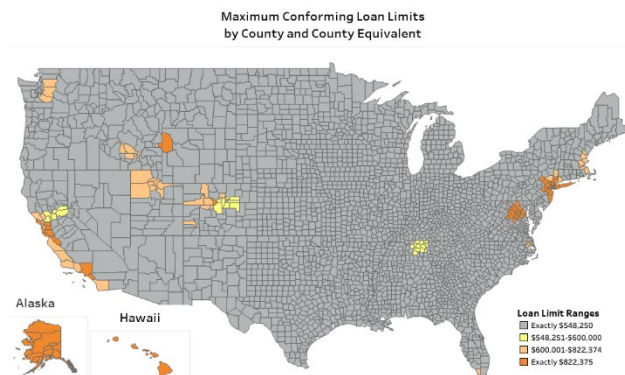 Maximum Conforming Loan Limits
by County and County Equivalent
Alaska
Hawaii
Loan Limit Ranges
Exactly $548,250
$548,251-$600,000
$600,001-$822,374
Exactly $822,375